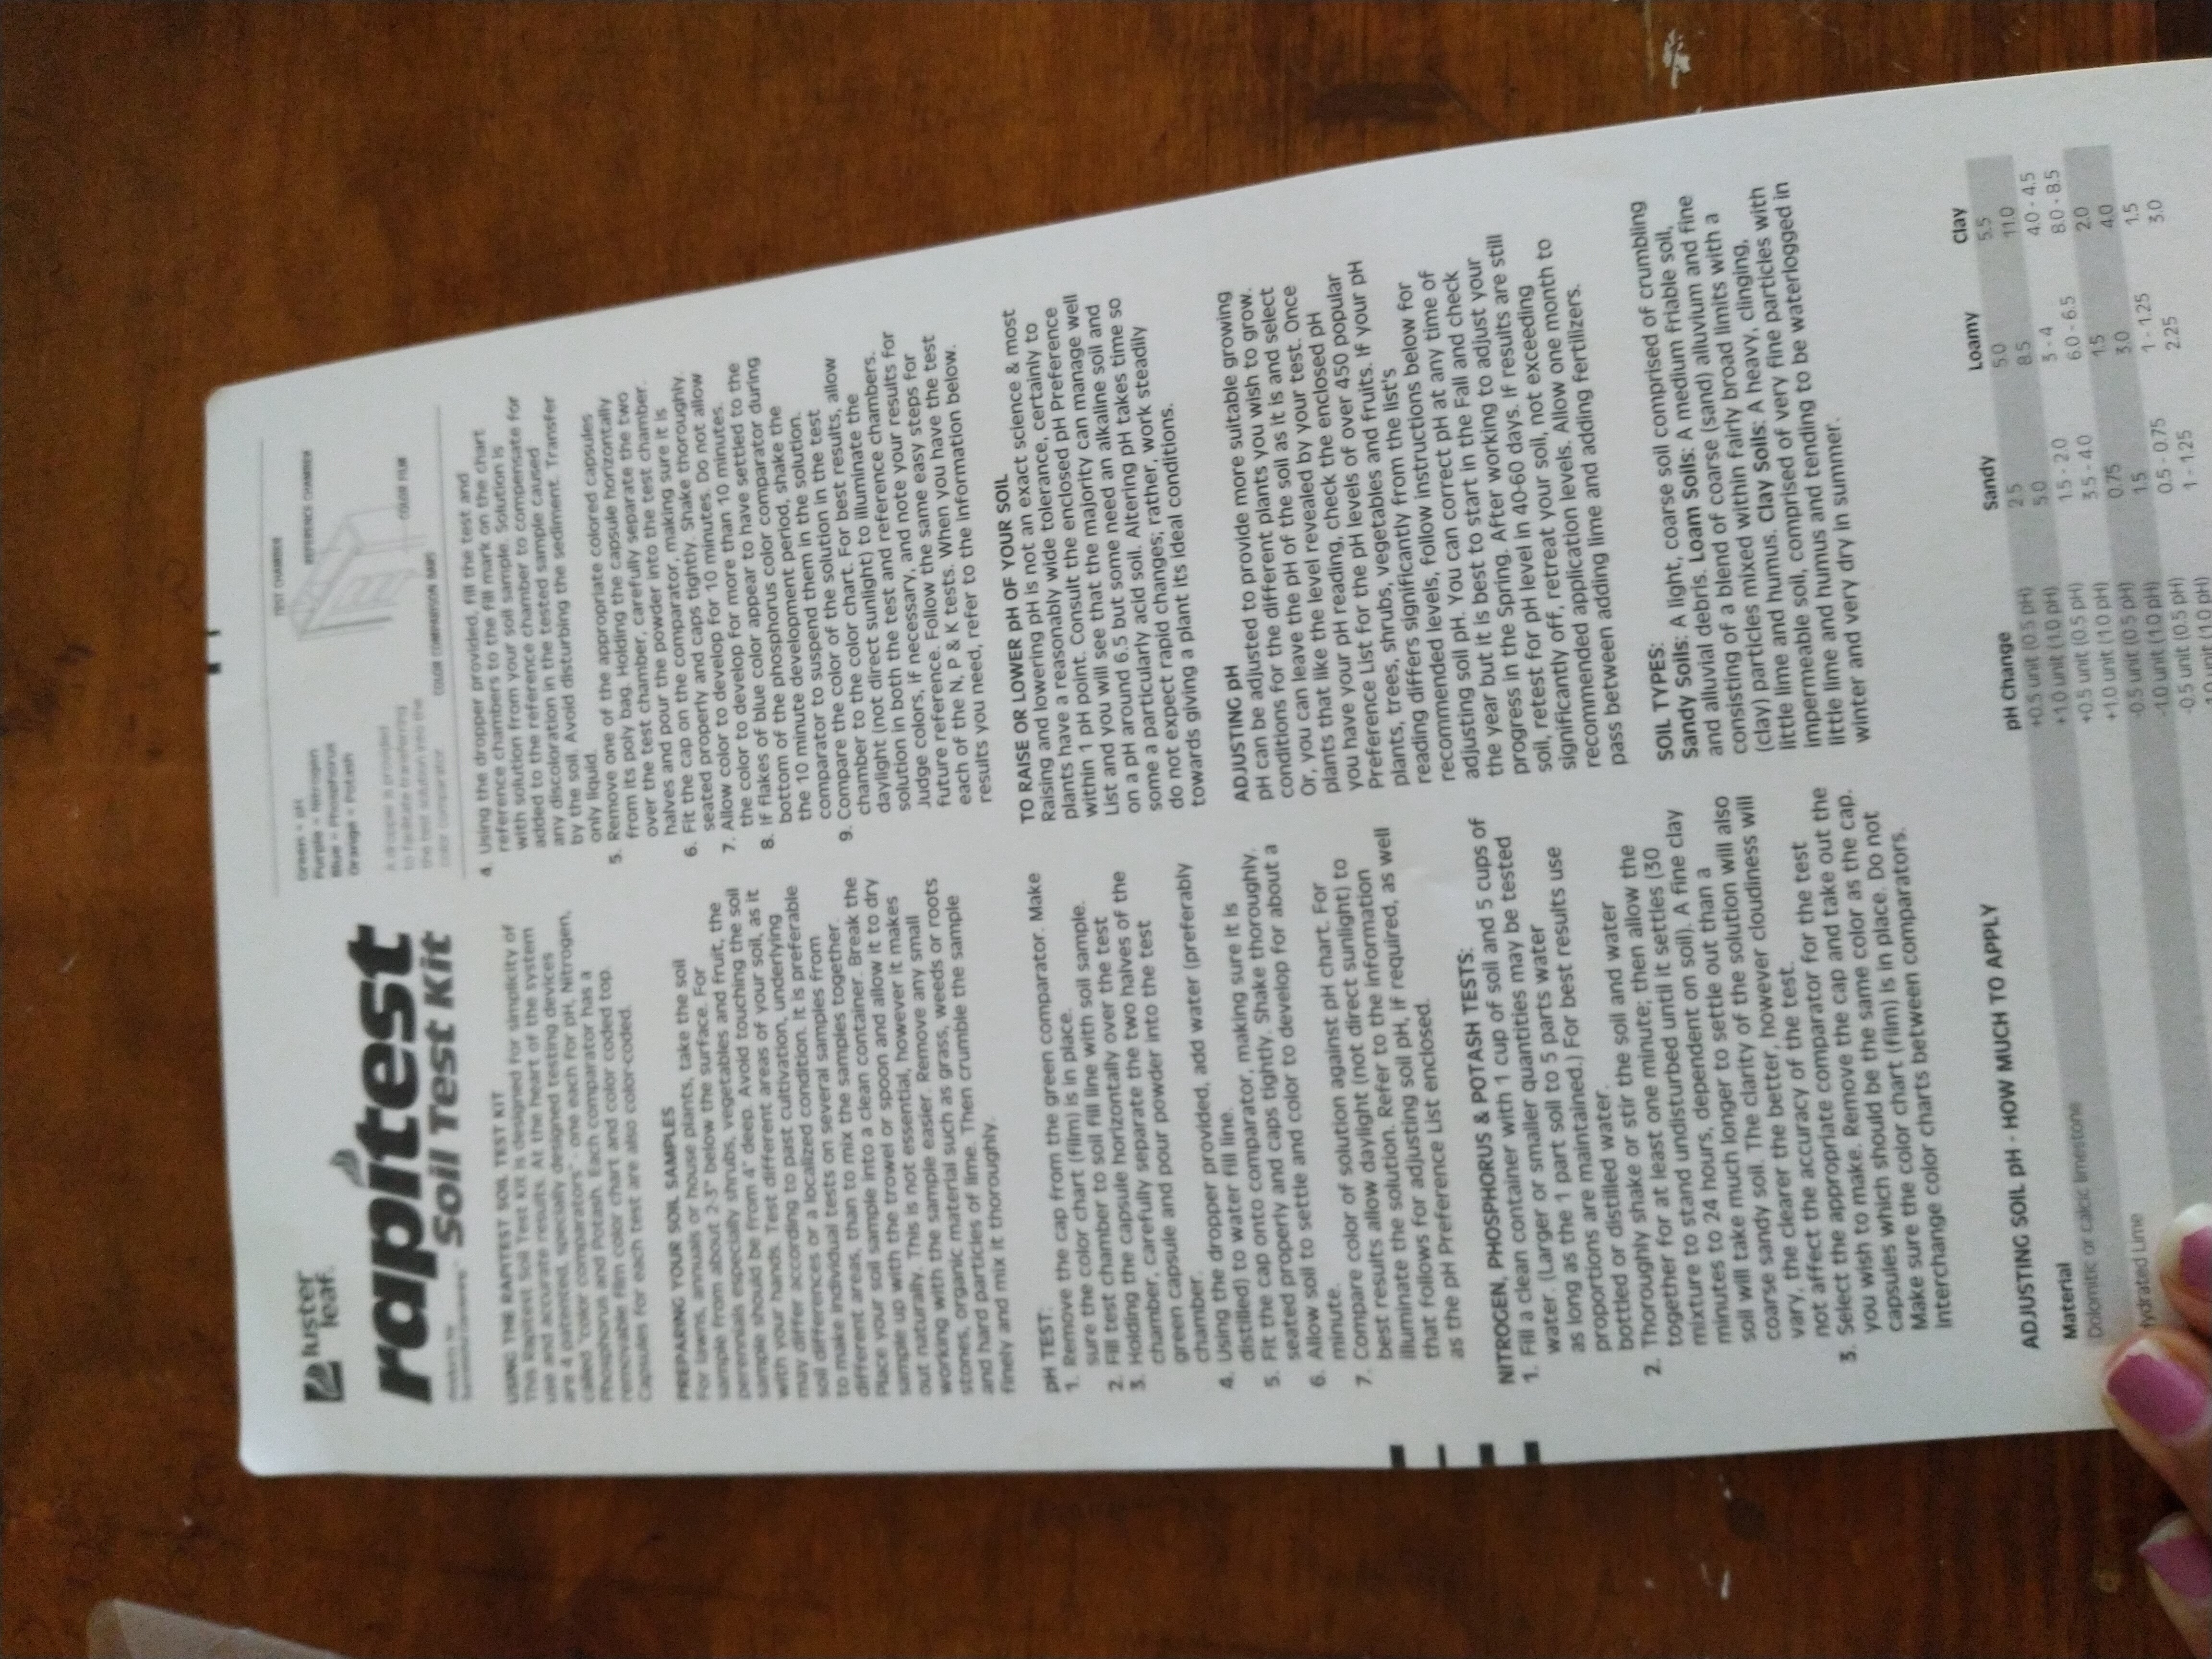 luster
leaf.
rapitest
Soil Test Kit
USING THE RAPITEST SOIL TEST KIT
This Rapitest Soil Test Kit is designed for simplicity of
use and accurate results. At the heart of the system
are 4 patented, specially designed testing devices
called "color comparators" - one each for pH, Nitrogen,
Phosphorus and Potash. Each comparator has a
removable film color chart and color coded top.
Capsules for each test are also color-coded.
PREPARING YOUR SOIL SAMPLES
For lawns, annuals or house plants, take the soil
sample from about 2-3" below the surface. For
perennials especially shrubs, vegetables and fruit, the
sample should be from 4" deep. Avoid touching the soil
with your hands. Test different areas of your soil, as it
may differ according to past cultivation, underlying
soil differences or a localized condition. It is preferable
to make individual tests on several samples from
different areas, than to mix the samples together.
Place your soil sample into a clean container. Break the
sample up with the trowel or spoon and allow it to dry
out naturally. This is not essential, however it makes
working with the sample easier. Remove any small
stones, organic material such as grass, weeds or roots
and hard particles of lime. Then crumble the sample
finely and mix it thoroughly.
pH TEST:
1. Remove the cap from the green comparator. Make
sure the color chart (film) is in place.
2. Fill test chamber to soil fill line with soil sample.
3. Holding the capsule horizontally over the test
chamber, carefully separate the two halves of the
green capsule and pour powder into the test
chamber.
4. Using the dropper provided, add water (preferably
distilled) to water fill line.
5. Fit the cap onto comparator, making sure it is
seated properly and caps tightly. Shake thoroughly.
6. Allow soil to settle and color to develop for about a
minute.
7. Compare color of solution against pH chart. For
best results allow daylight (not direct sunlight) to
illuminate the solution. Refer to the information
that follows for adjusting soil pH, if required, as well
as the pH Preference List enclosed.
NITROGEN, PHOSPHORUS & POTASH TESTS:
1. Fill a clean container with 1 cup of soil and 5 cups of
water. (Larger or smaller quantities may be tested
as long as the 1 part soil to 5 parts water
proportions are maintained.) For best results use
bottled or distilled water.
2. Thoroughly shake or stir the soil and water
together for at least one minute; then allow the
mixture to stand undisturbed until it settles (30
minutes to 24 hours, dependent on soil). A fine clay
soil will take much longer to settle out than a
coarse sandy soil. The clarity of the solution will also
vary, the clearer the better, however cloudiness will
not affect the accuracy of the test.
3. Select the appropriate comparator for the test
you wish to make. Remove the cap and take out the
capsules which should be the same color as the cap.
Make sure the color chart (film) is in place. Do not
interchange color charts between comparators.
Green = pH
Purple = Nitrogen
Blue = Phosphorus
Orange = Potash
A dropper is provided
to facilitate transferring
the test solution into the
color comparator.
TEST CHAMBER
REFERENCE CHAMBER
COLOR FILM
COLOR COMPARISON
4. Using the dropper provided, fill the test and
reference chambers to the fill mark on the chart
with solution from your soil sample. Solution is
added to the reference chamber to compensate for
any discoloration in the tested sample caused
by the soil. Avoid disturbing the sediment. Transfer
only liquid.
5. Remove one of the appropriate colored capsules
from its poly bag. Holding the capsule horizontally
over the test chamber, carefully separate the two
halves and pour the powder into the test chamber.
6. Fit the cap on the comparator, making sure it is
seated properly and caps tightly. Shake thoroughly.
7. Allow color to develop for 10 minutes. Do not allow
the color to develop for more than 10 minutes.
8. If flakes of blue color appear to have settled to the
bottom of the phosphorus color comparator during
the 10 minute development period, shake the
comparator to suspend them in the solution.
9. Compare the color of the solution in the test
chamber to the color chart. For best results, allow
daylight (not direct sunlight) to illuminate the
solution in both the test and reference chambers.
Judge colors, if necessary, and note your results for
future reference. Follow the same easy steps for
each of the N, P & K tests. When you have the test
results you need, refer to the information below.
TO RAISE OR LOWER pH OF YOUR SOIL
Raising and lowering pH is not an exact science & most
plants have a reasonably wide tolerance, certainly to
within 1 pH point. Consult the enclosed pH Preference
List and you will see that the majority can manage well
on a pH around 6.5 but some need an alkaline soil and
some a particularly acid soil. Altering pH takes time so
do not expect rapid changes; rather, work steadily
towards giving a plant its ideal conditions.
ADJUSTING pH
pH can be adjusted to provide more suitable growing
conditions for the different plants you wish to grow.
Or, you can leave the pH of the soil as it is and select
plants that like the level revealed by your test. Once
you have your pH reading, check the enclosed pH
Preference List for the pH levels of over 450 popular
plants, trees, shrubs, vegetables and fruits. If your pH
reading differs significantly from the list's
recommended levels, follow instructions below for
adjusting soil pH. You can correct pH at any time of
the year but it is best to start in the Fall and check
progress in the Spring. After working to adjust your
soil, retest for pH level in 40-60 days. If results are still
significantly off, retreat your soil, not exceeding
recommended application levels. Allow one month to
pass between adding lime and adding fertilizers.
SOIL TYPES:
Sandy Soils: A light, coarse soil comprised of crumbling
and alluvial debris. Loam Soils: A medium friable soil,
consisting of a blend of coarse (sand) alluvium and fine
(clay) particles mixed within fairly broad limits with a
little lime and humus. Clay Soils: A heavy, clinging,
impermeable soil, comprised of very fine particles with
little lime and humus and tending to be waterlogged in
winter and very dry in summer.
ADJUSTING SOIL pH - HOW MUCH TO APPLY
Material pH Change Sandy Loamy Clay
Dolomitic or calcic limestone +0.5 unit (0.5 pH) 2.5 5.0 5.5
+1.0 unit (1.0 pH) 5.0 8.5 11.0
Hydrated Lime +0.5 unit (0.5 pH) 1.5 - 2.0 3 - 4 4.0 - 4.5
+1.0 unit (1.0 pH) 3.5 - 4.0 6.0 - 6.5 8.0 - 8.5
-0.5 unit (0.5 pH) 0.75 1.5 2.0
-1.0 unit (1.0 pH) 1.5 3.0 4.0
-0.5 unit (0.5 pH) 0.5 - 0.75 1 - 1.25 1.5
1.0 unit (1.0 pH) 1 - 1.25 2.25 3.0